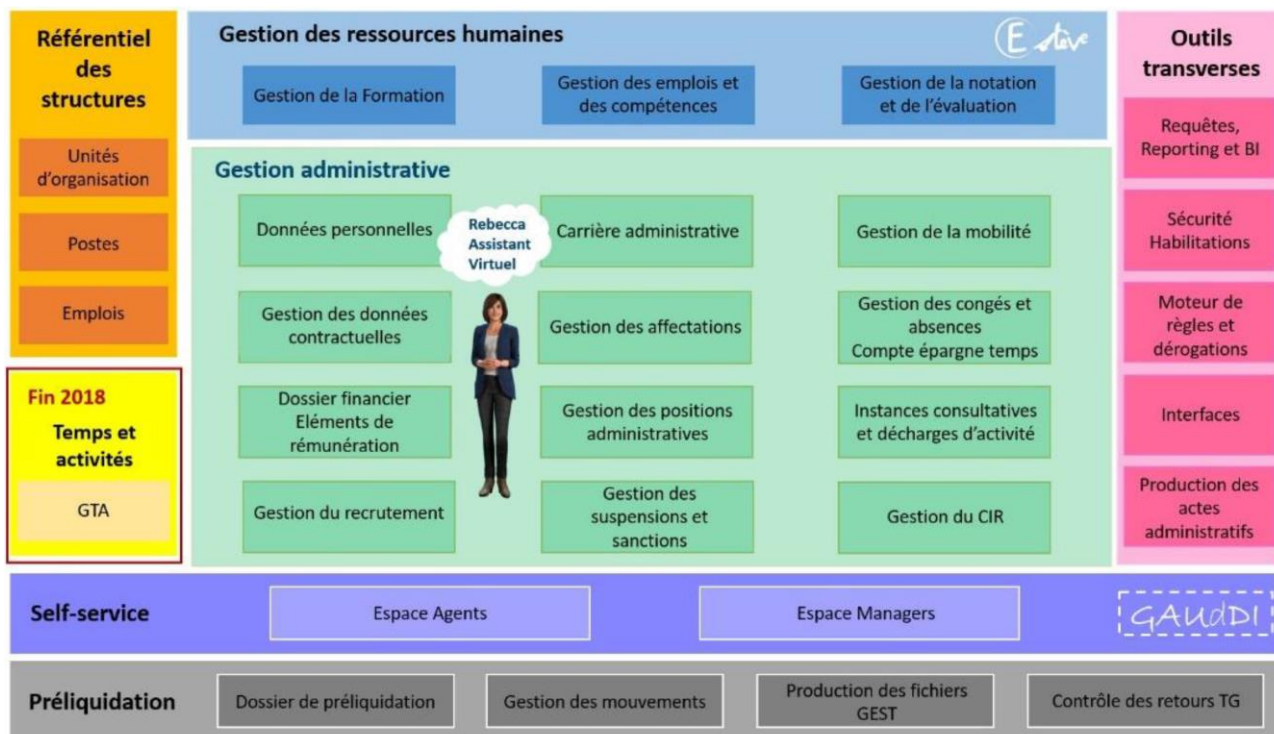 Référentiel
des
structures
Unités
d'organisation
Postes
Emplois
Fin 2018
Temps et
activités
GTA
Gestion des ressources humaines
Estève
Gestion de la Formation
Gestion des emplois et
des compétences
Gestion de la notation
et de l'évaluation
Gestion administrative
Données personnelles
Rebecca
Assistant
Virtuel
Carrière administrative
Gestion de la mobilité
Gestion des données
contractuelles
Gestion des affectations
Gestion des congés et
absences
Compte épargne temps
Dossier financier
Eléments de
rémunération
Gestion des positions
administratives
Instances consultatives
et décharges d'activité
Gestion du recrutement
Gestion des
suspensions et
sanctions
Gestion du CIR
Outils
transverses
Requêtes,
Reporting et BI
Sécurité
Habilitations
Moteur de
règles et
dérogations
Interfaces
Production des
actes
administratifs
Self-service
Espace Agents
Espace Managers
GAUdDI
Préliquidation
Dossier de préliquidation
Gestion des mouvements
Production des fichiers
GEST
Contrôle des retours TG